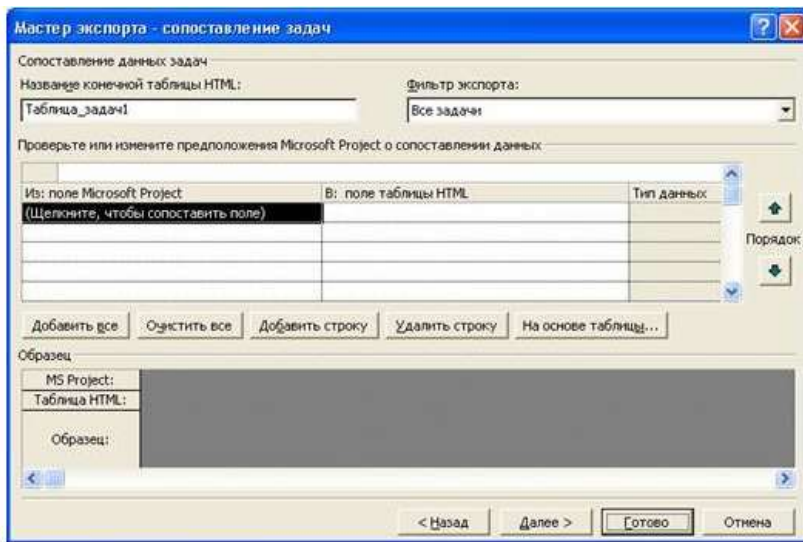 Мастер экспорта - сопоставление задач
Сопоставление данных задач
Название конечной таблицы HTML:
Фильтр экспорта:
Таблица_задач1
Все задачи
Проверьте или измените предположения Microsoft Project о сопоставлении данных
Из: поле Microsoft Project
В: поле таблицы HTML
Тип данных
(Щелкните, чтобы сопоставить поле)
Порядок
Добавить все
Очистить все
Добавить строку
Удалить строку
На основе таблицы...
Образец
MS Project:
Таблица HTML:
Образец:
< Назад
Далее >
Готово
Отмена